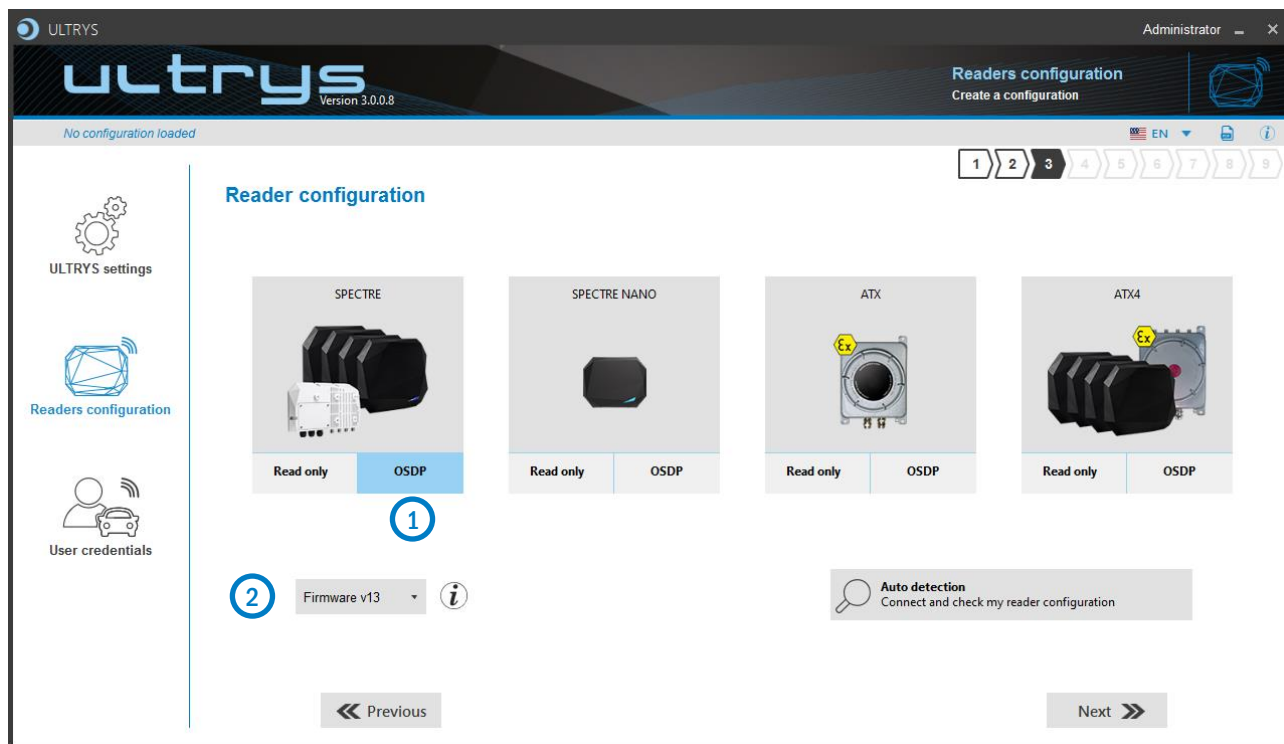 ULTRYS
Administrator
ultrys
Version 3.0.0.8
Readers configuration
Create a configuration
No configuration loaded
EN
1 2 3 4 5 6 7 8 9
Reader configuration
ULTRYS settings
Readers configuration
User credentials
SPECTRE
SPECTRE NANO
ATX
ATX4
Ex
Ex
Read only OSDP
Read only OSDP
Read only OSDP
Read only OSDP
1
2
Firmware v13
i
Auto detection
Connect and check my reader configuration
Previous
Next